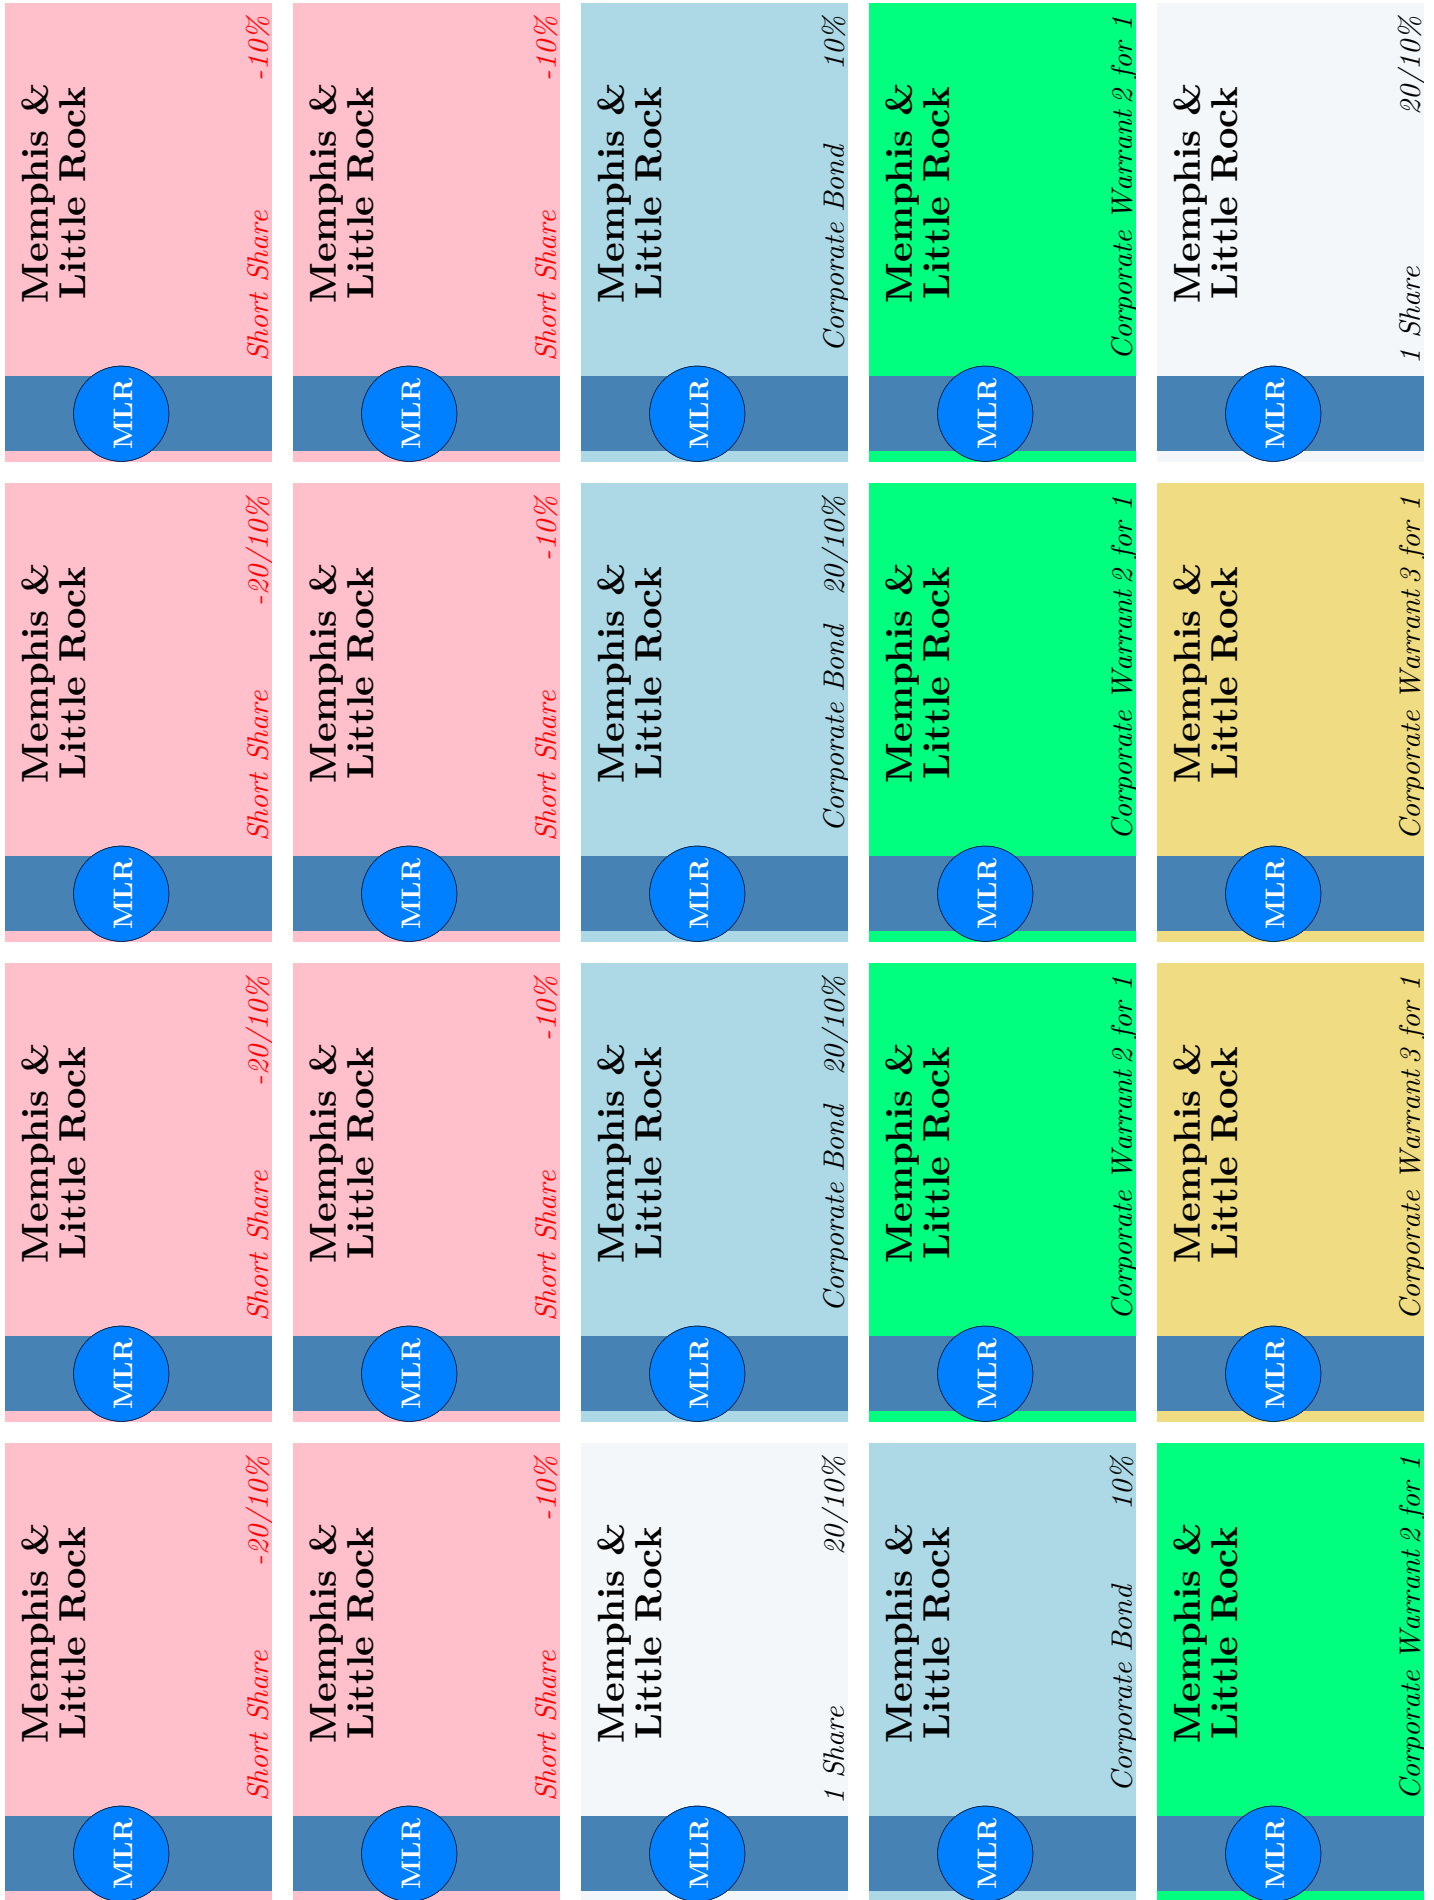 Memphis &
Little Rock
MLR
Short Share -20/10%
Memphis &
Little Rock
MLR
Short Share -20/10%
Memphis &
Little Rock
MLR
Short Share -20/10%
Memphis &
Little Rock
MLR
Short Share -10%
Memphis &
Little Rock
MLR
Short Share -10%
Memphis &
Little Rock
MLR
Short Share -10%
Memphis &
Little Rock
MLR
Short Share -10%
Memphis &
Little Rock
MLR
Short Share -10%
Memphis &
Little Rock
MLR
1 Share 20/10%
Memphis &
Little Rock
MLR
Corporate Bond 20/10%
Memphis &
Little Rock
MLR
Corporate Bond 20/10%
Memphis &
Little Rock
MLR
Corporate Bond 10%
Memphis &
Little Rock
MLR
Corporate Bond 10%
Memphis &
Little Rock
MLR
Corporate Warrant 2 for 1
Memphis &
Little Rock
MLR
Corporate Warrant 2 for 1
Memphis &
Little Rock
MLR
Corporate Warrant 2 for 1
Memphis &
Little Rock
MLR
Corporate Warrant 2 for 1
Memphis &
Little Rock
MLR
Corporate Warrant 3 for 1
Memphis &
Little Rock
MLR
Corporate Warrant 3 for 1
Memphis &
Little Rock
MLR
1 Share 20/10%